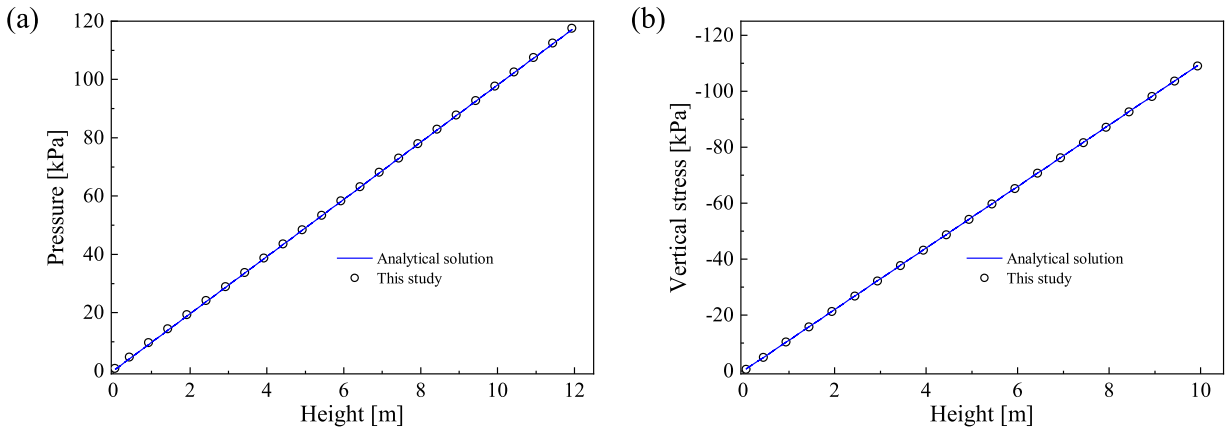 (a)
120
100
80
60
40
20
0
Pressure [kPa]
Analytical solution
This study
0 2 4 6 8 10 12
Height [m]
(b)
-120
-100
-80
-60
-40
-20
0
Vertical stress [kPa]
Analytical solution
This study
0 2 4 6 8 10
Height [m]